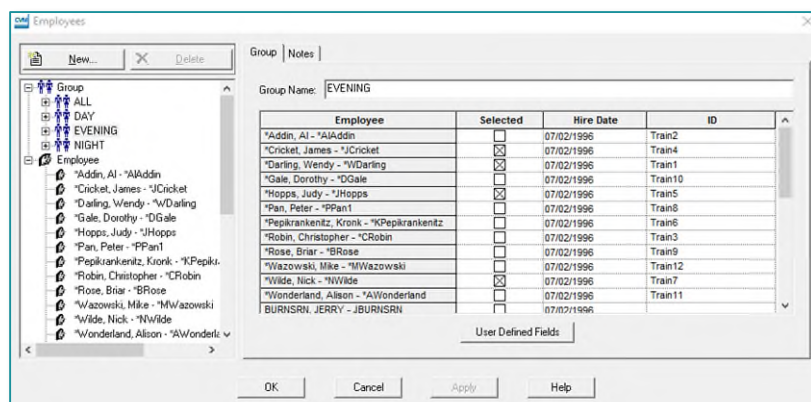 CWI Employees
New... Delete
Group
ALL
DAY
EVENING
NIGHT
Employee
*Addin, Al - *AlAddin
*Cricket, James - *JCricket
*Darling, Wendy - *WDarling
*Gale, Dorothy - *DGale
*Hopps, Judy - *JHopps
*Pan, Peter - *PPan1
*Pepikrankenitz, Kronk - *KPepikr
*Robin, Christopher - *CRobin
*Rose, Briar - *BRose
*Wazowski, Mike - *MWazowski
*Wilde, Nick - *NWilde
*Wonderland, Alison - *AWonderla
Group Notes
Group Name: EVENING
Employee Selected Hire Date ID
*Addin, Al - *AlAddin 07/02/1996 Train2
*Cricket, James - *JCricket 07/02/1996 Train4
*Darling, Wendy - *WDarling 07/02/1996 Train1
*Gale, Dorothy - *DGale 07/02/1996 Train10
*Hopps, Judy - *JHopps 07/02/1996 Train5
*Pan, Peter - *PPan1 07/02/1996 Train8
*Pepikrankenitz, Kronk - *KPepikrankenitz 07/02/1996 Train6
*Robin, Christopher - *CRobin 07/02/1996 Train3
*Rose, Briar - *BRose 07/02/1996 Train9
*Wazowski, Mike - *MWazowski 07/02/1996 Train12
*Wilde, Nick - *NWilde 07/02/1996 Train7
*Wonderland, Alison - *AWonderland 07/02/1996 Train11
BURNSRN, JERRY - JBURNSRN 07/02/1996
User Defined Fields
OK Cancel Apply Help